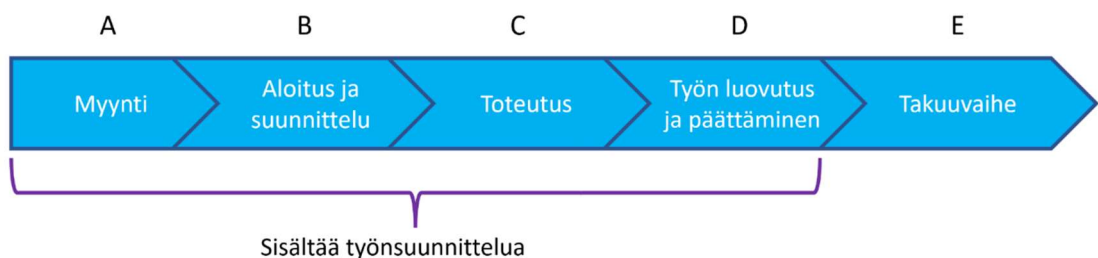 A B C D E
Myynti
Aloitus ja
suunnittelu
Toteutus
Työn luovutus
ja päättäminen
Takuuvaihe
Sisältää työnsuunnittelua